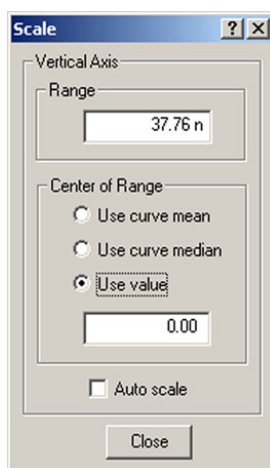 Scale
Vertical Axis
Range
37.76 n
Center of Range
Use curve mean
Use curve median
Use value
0.00
Auto scale
Close